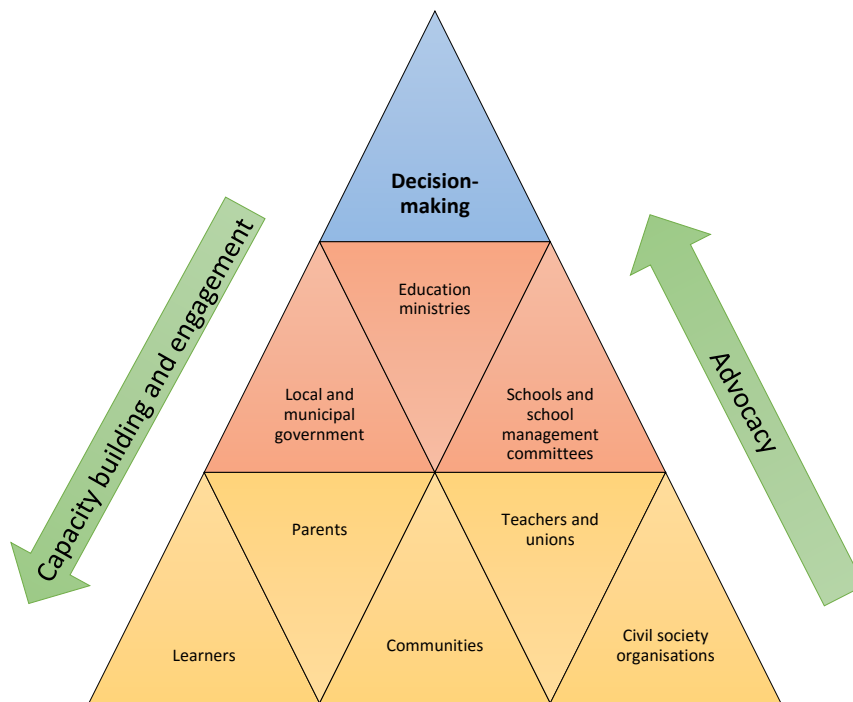 Decision-
making
Capacity building and engagement
Advocacy
Education
ministries
Local and
municipal
government
Schools and
school
management
committees
Parents
Teachers and
unions
Learners
Communities
Civil society
organisations